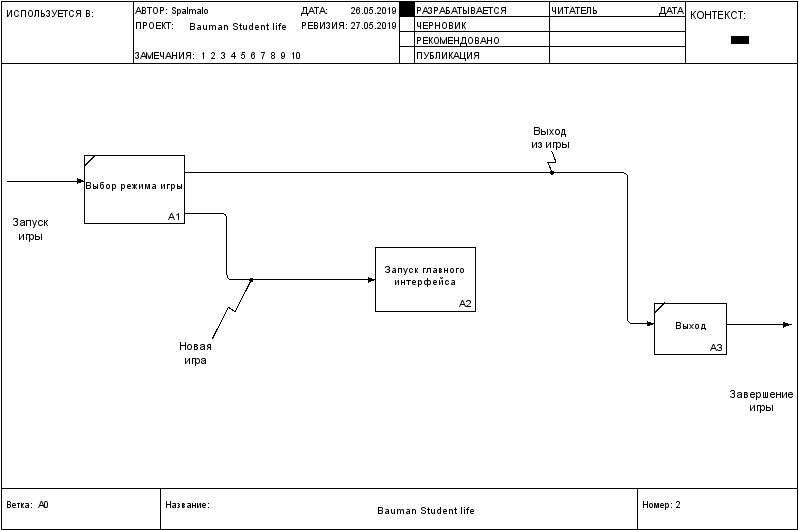 ИСПОЛЬЗУЕТСЯ В:
АВТОР: Spalmalo
ДАТА: 26.05.2019
ПРОЕКТ: Bauman Student life
РЕВИЗИЯ: 27.05.2019
ЗАМЕЧАНИЯ: 1 2 3 4 5 6 7 8 9 10
РАЗРАБАТЫВАЕТСЯ
ЧЕРНОВИК
РЕКОМЕНДОВАНО
ПУБЛИКАЦИЯ
ЧИТАТЕЛЬ
ДАТА
КОНТЕКСТ:
Выход
из игры
Выбор режима игры
A1
Запуск
игры
Запуск главного
интерфейса
A2
Новая
игра
Выход
A3
Завершение
игры
Ветка: A0
Название:
Bauman Student life
Номер: 2